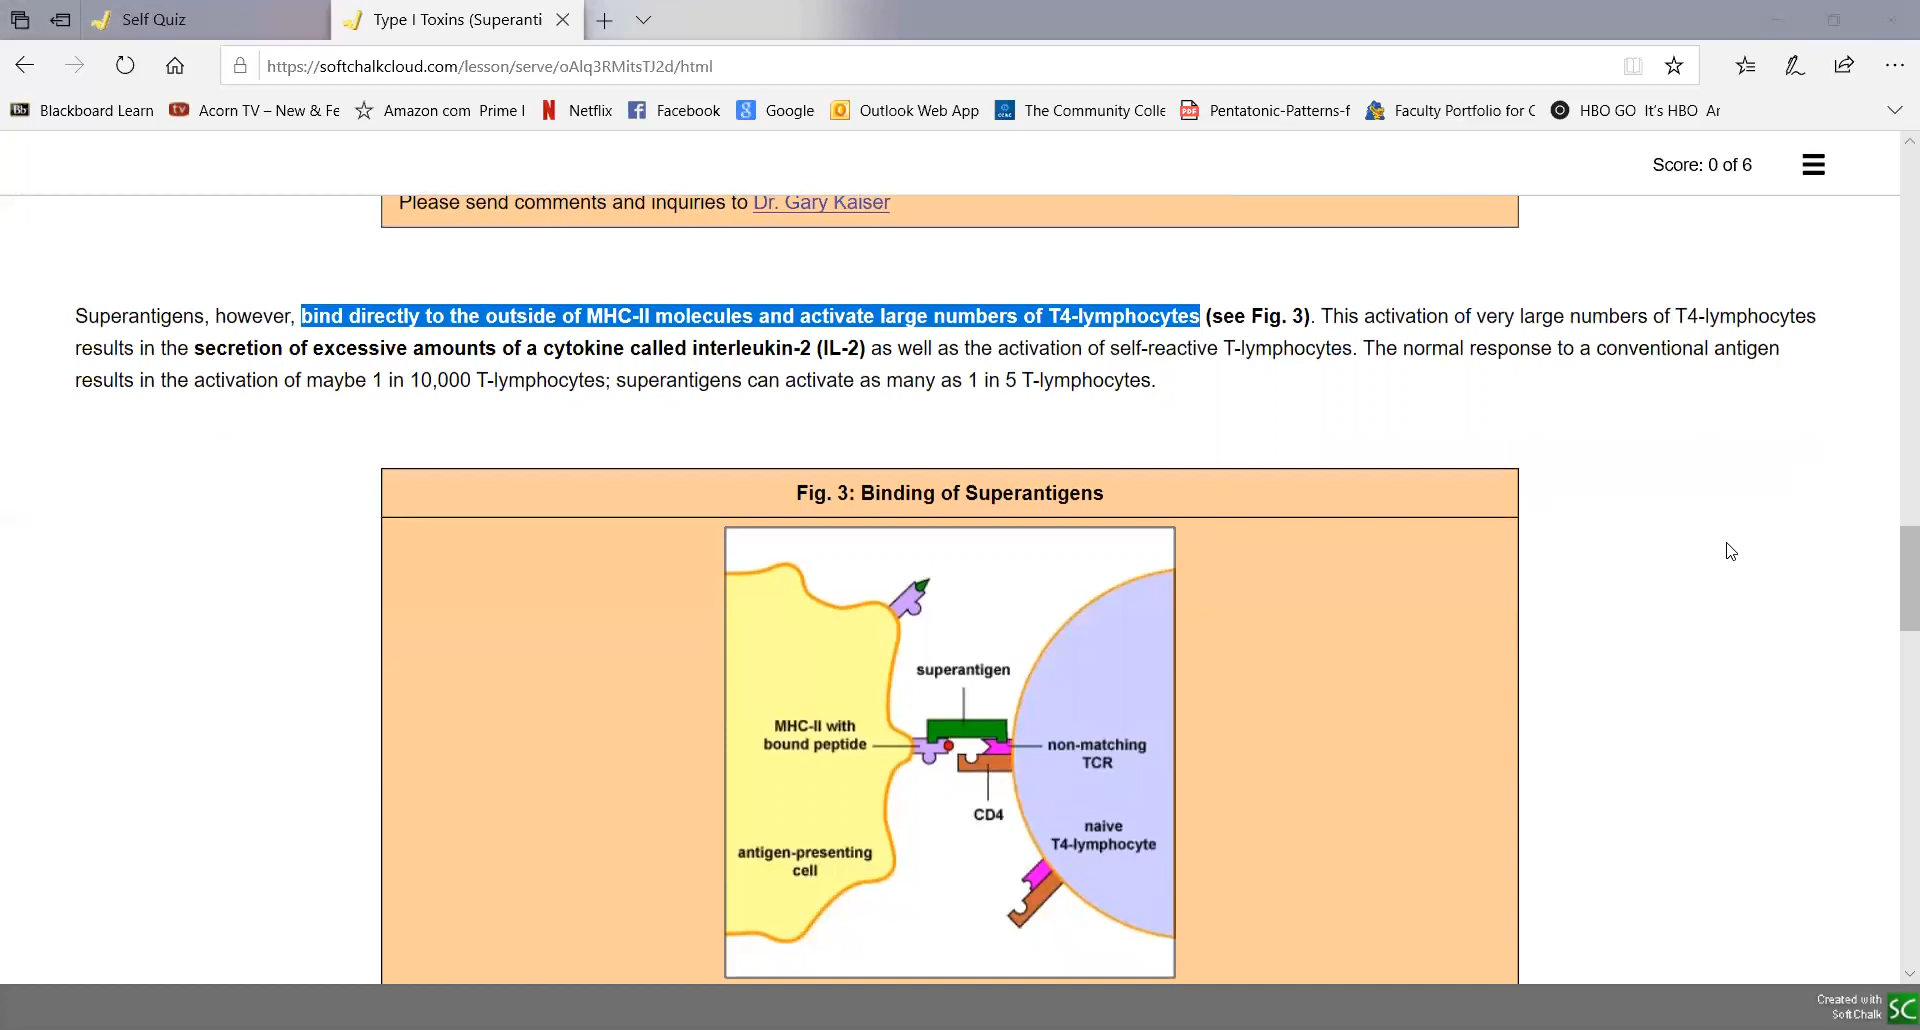 Self Quiz
Type I Toxins (Superanti
https://softchalkcloud.com/lesson/serve/oAlq3RMitsTJ2d/html
Bb Blackboard Learn tv Acorn TV – New & Fe Amazon com Prime I N Netflix f Facebook 8 Google Outlook Web App The Community Colle PDF Pentatonic-Patterns-f Faculty Portfolio for C HBO GO It's HBO Ar
Score: 0 of 6
Please send comments and inquiries to Dr. Gary Kaiser
Superantigens, however, bind directly to the outside of MHC-II molecules and activate large numbers of T4-lymphocytes (see Fig. 3). This activation of very large numbers of T4-lymphocytes
results in the secretion of excessive amounts of a cytokine called interleukin-2 (IL-2) as well as the activation of self-reactive T-lymphocytes. The normal response to a conventional antigen
results in the activation of maybe 1 in 10,000 T-lymphocytes; superantigens can activate as many as 1 in 5 T-lymphocytes.
Fig. 3: Binding of Superantigens
superantigen
MHC-II with
bound peptide
non-matching
TCR
CD4
naive
T4-lymphocyte
antigen-presenting
cell
Created with
SoftChalk
SC